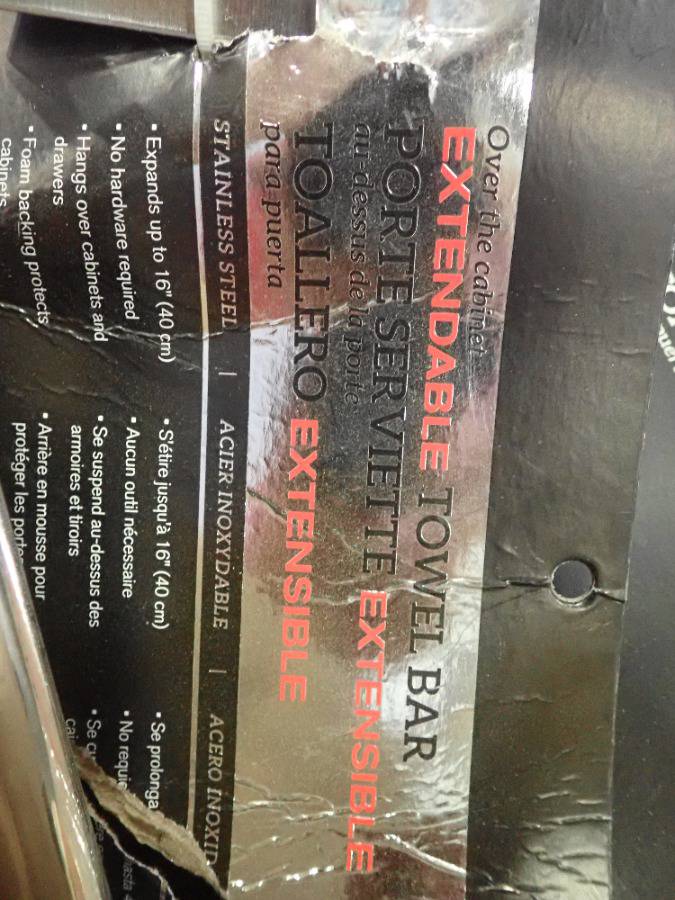 Over the cabinet
EXTENDABLE TOWEL BAR
PORTE SERVIETTE EXTENSIBLE
au-dessus de la porte
TOALLERO EXTENSIBLE
para puerta
STAINLESS STEEL | ACIER INOXYDABLE | ACERO INOXID
▪ Expands up to 16" (40 cm)
▪ No hardware required
▪ Hangs over cabinets and
drawers
▪ Foam backing protects
cabinets
▪ S'étire jusqu'à 16" (40 cm)
▪ Aucun outil nécessaire
▪ Se suspend au-dessus des
armoires et tiroirs
▪ Arrière en mousse pour
protéger les porte
▪ Se prolonga
▪ No requie
▪ Se